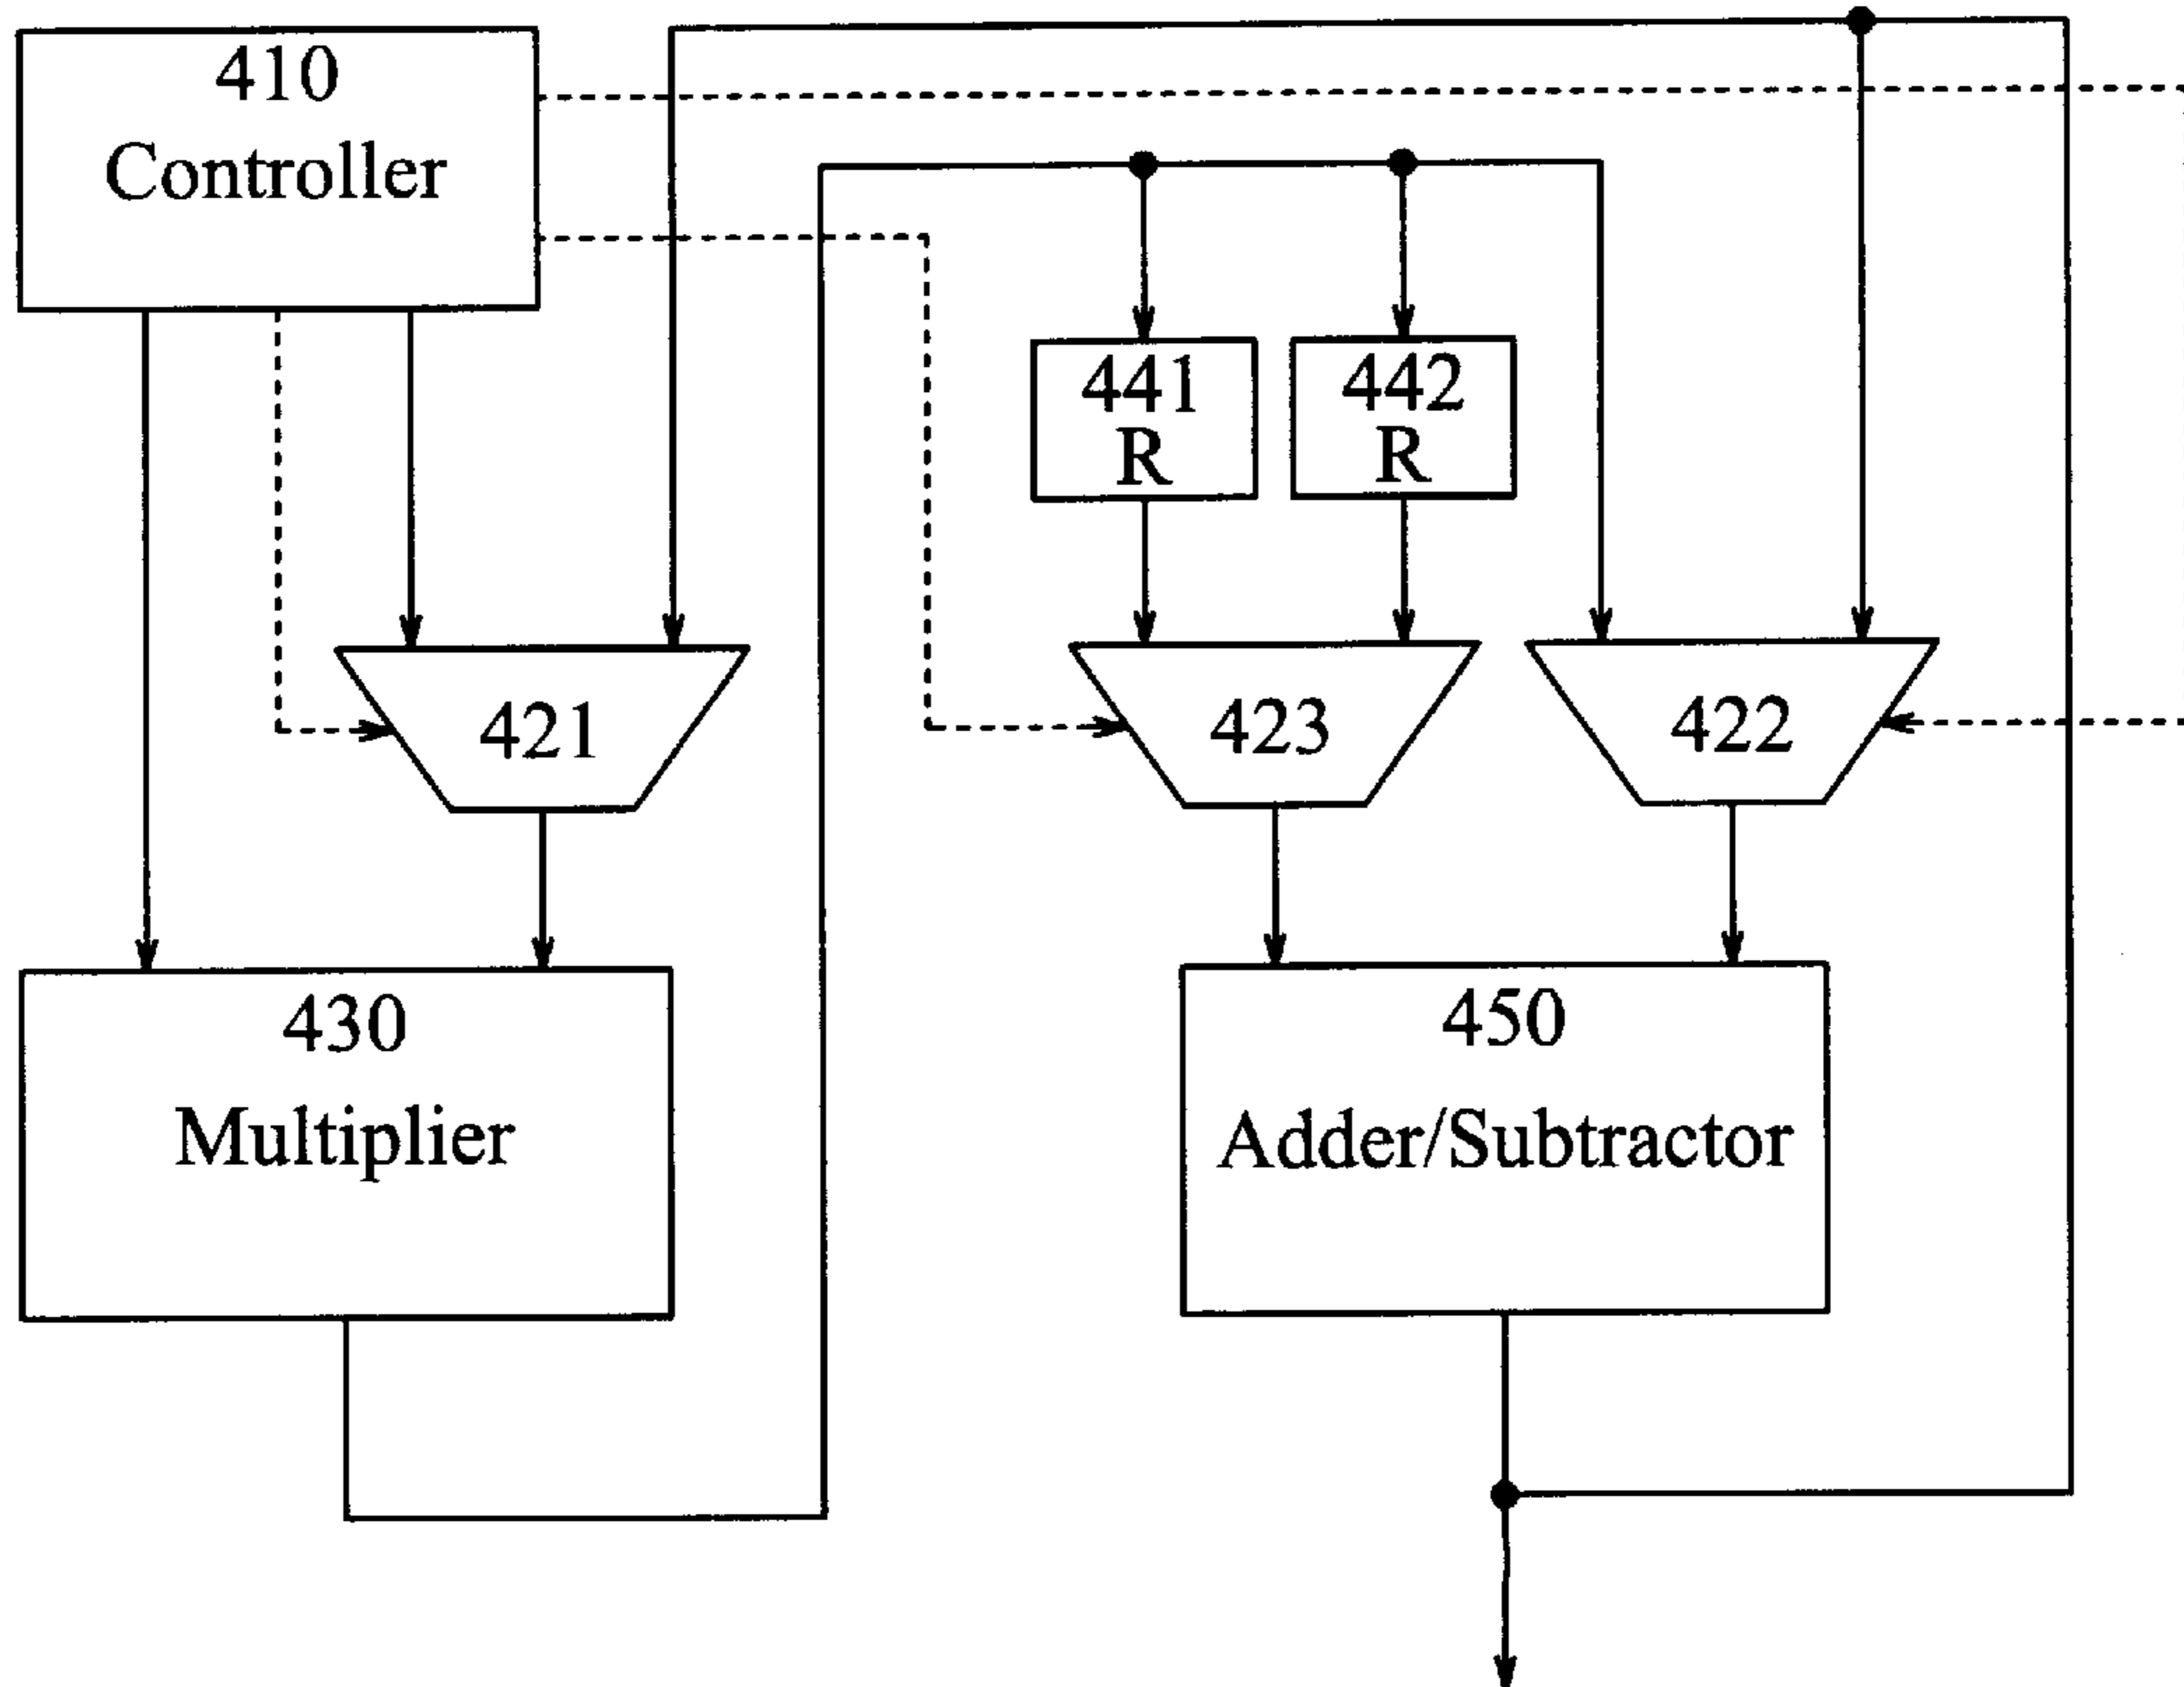 410
Controller
441
R
442
R
421
423
422
430
Multiplier
450
Adder/Subtractor